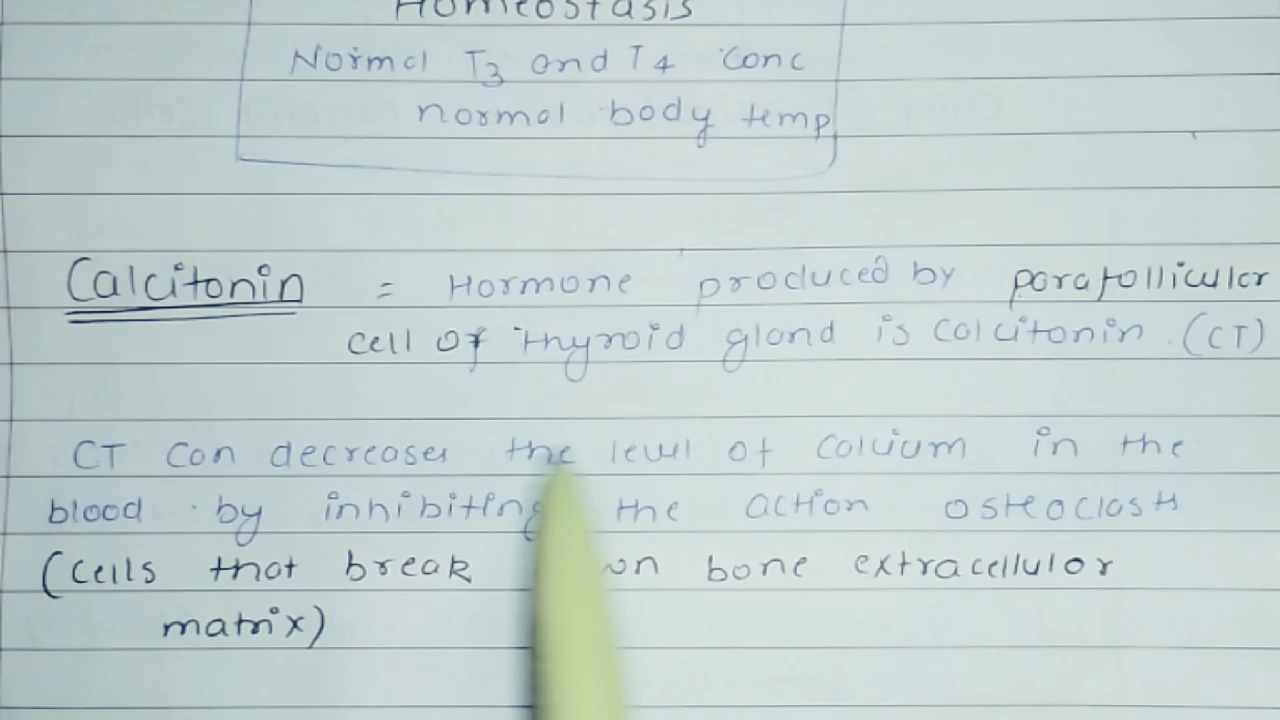 Homeostasis
Normal T3 and T4 Conc
normal body temp
Calcitonin = Hormone produced by parafollicular
cell of thyroid gland is calcitonin (CT)
CT can decreases the level of calcium in the
blood by inhibiting the action osteoclasts
(cells that break bone extracellular
matrix)